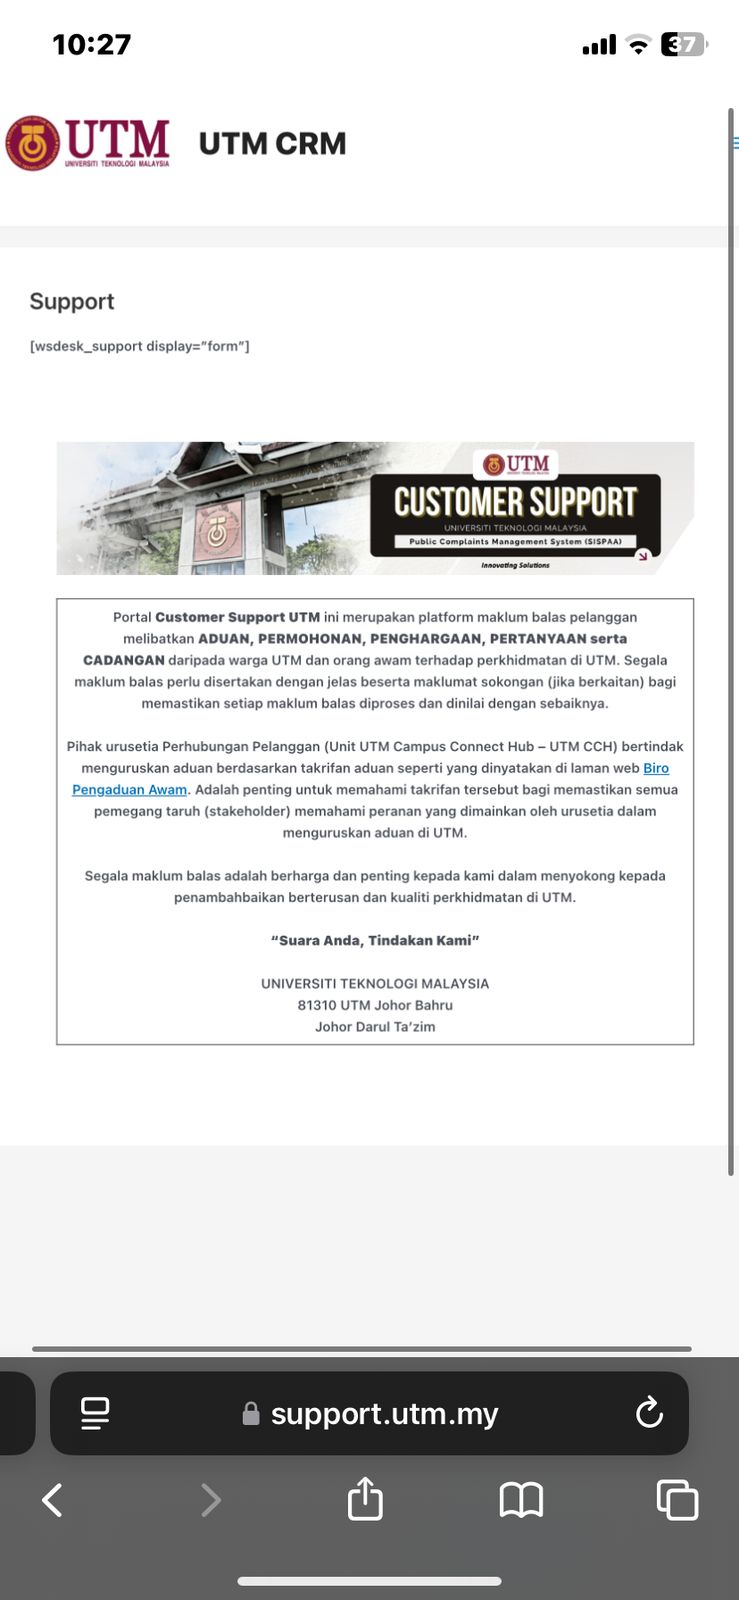 10:27
37
UTM
UNIVERSITI TEKNOLOGI MALAYSIA
UTM CRM
Support
[wsdesk_support display="form"]
UTM
CUSTOMER SUPPORT
UNIVERSITI TEKNOLOGI MALAYSIA
Public Complaints Management System (SISPAA)
Innovating Solutions
Portal Customer Support UTM ini merupakan platform maklum balas pelanggan
melibatkan ADUAN, PERMOHONAN, PENGHARGAAN, PERTANYAAN serta
CADANGAN daripada warga UTM dan orang awam terhadap perkhidmatan di UTM. Segala
maklum balas perlu disertakan dengan jelas beserta maklumat sokongan (jika berkaitan) bagi
memastikan setiap maklum balas diproses dan dinilai dengan sebaiknya.
Pihak urusetia Perhubungan Pelanggan (Unit UTM Campus Connect Hub – UTM CCH) bertindak
menguruskan aduan berdasarkan takrifan aduan seperti yang dinyatakan di laman web Biro
Pengaduan Awam. Adalah penting untuk memahami takrifan tersebut bagi memastikan semua
pemegang taruh (stakeholder) memahami peranan yang dimainkan oleh urusetia dalam
menguruskan aduan di UTM.
Segala maklum balas adalah berharga dan penting kepada kami dalam menyokong kepada
penambahbaikan berterusan dan kualiti perkhidmatan di UTM.
“Suara Anda, Tindakan Kami”
UNIVERSITI TEKNOLOGI MALAYSIA
81310 UTM Johor Bahru
Johor Darul Ta’zim
support.utm.my